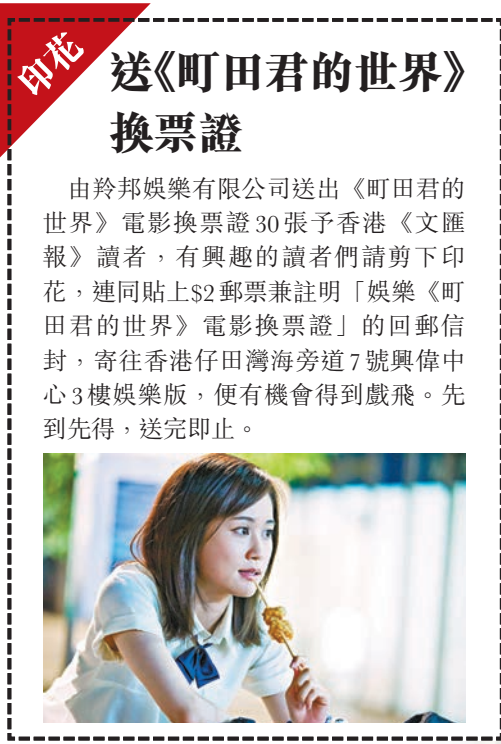 印花
送《町田君的世界》
換票證
由羚邦娛樂有限公司送出《町田君的
世界》電影換票證30張予香港《文匯
報》讀者，有興趣的讀者們請剪下印
花，連同貼上$2郵票兼註明「娛樂《町
田君的世界》電影換票證」的回郵信
封，寄往香港仔田灣海旁道7號興偉中
心3樓娛樂版，便有機會得到戲飛。先
到先得，送完即止。